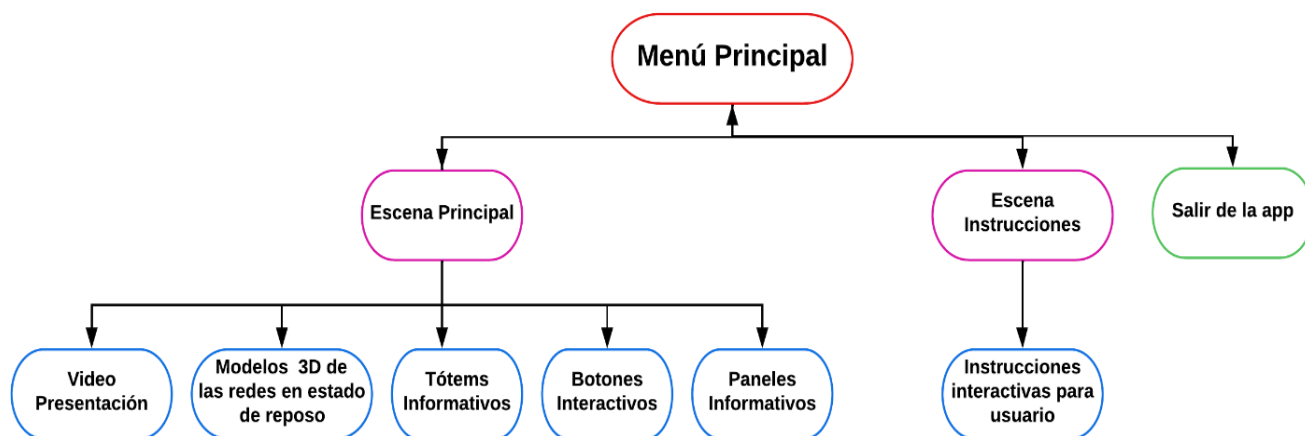 Menú Principal
Escena Principal
Escena
Instrucciones
Salir de la app
Video
Presentación
Modelos 3D de
las redes en estado
de reposo
Tótems
Informativos
Botones
Interactivos
Paneles
Informativos
Instrucciones
interactivas para
usuario